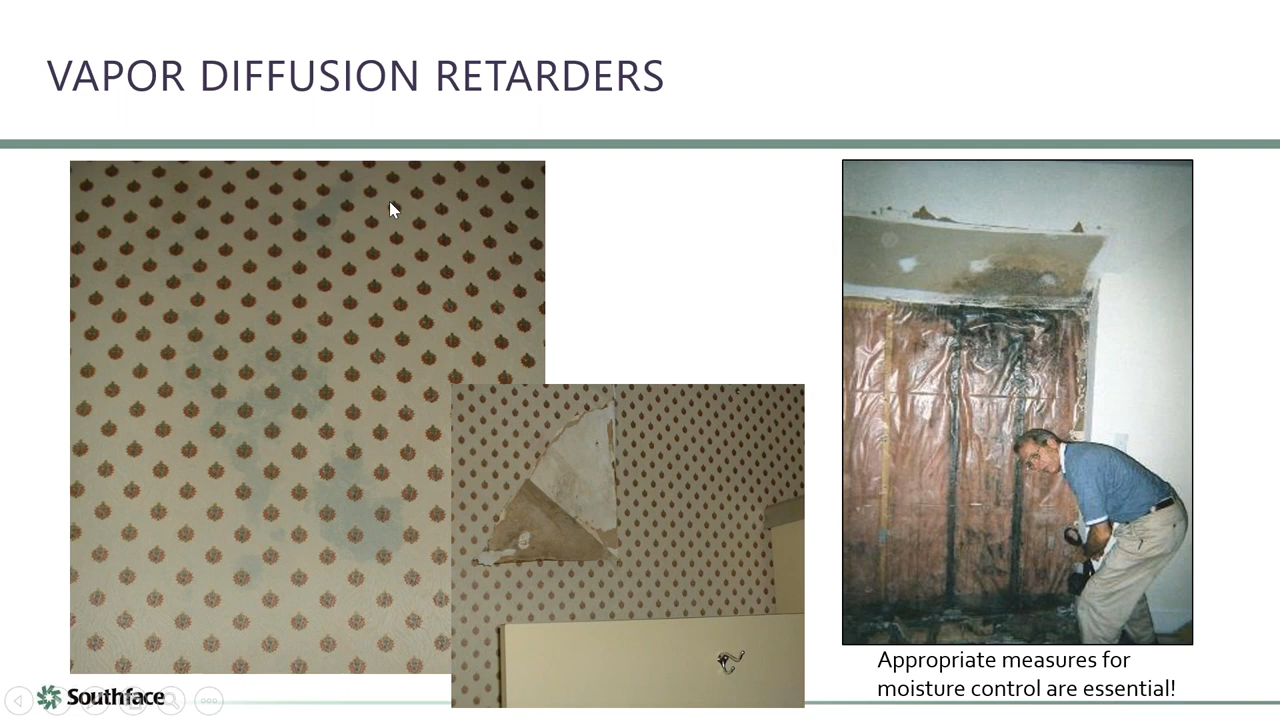 VAPOR DIFFUSION RETARDERS
Appropriate measures for
moisture control are essential!
Southface